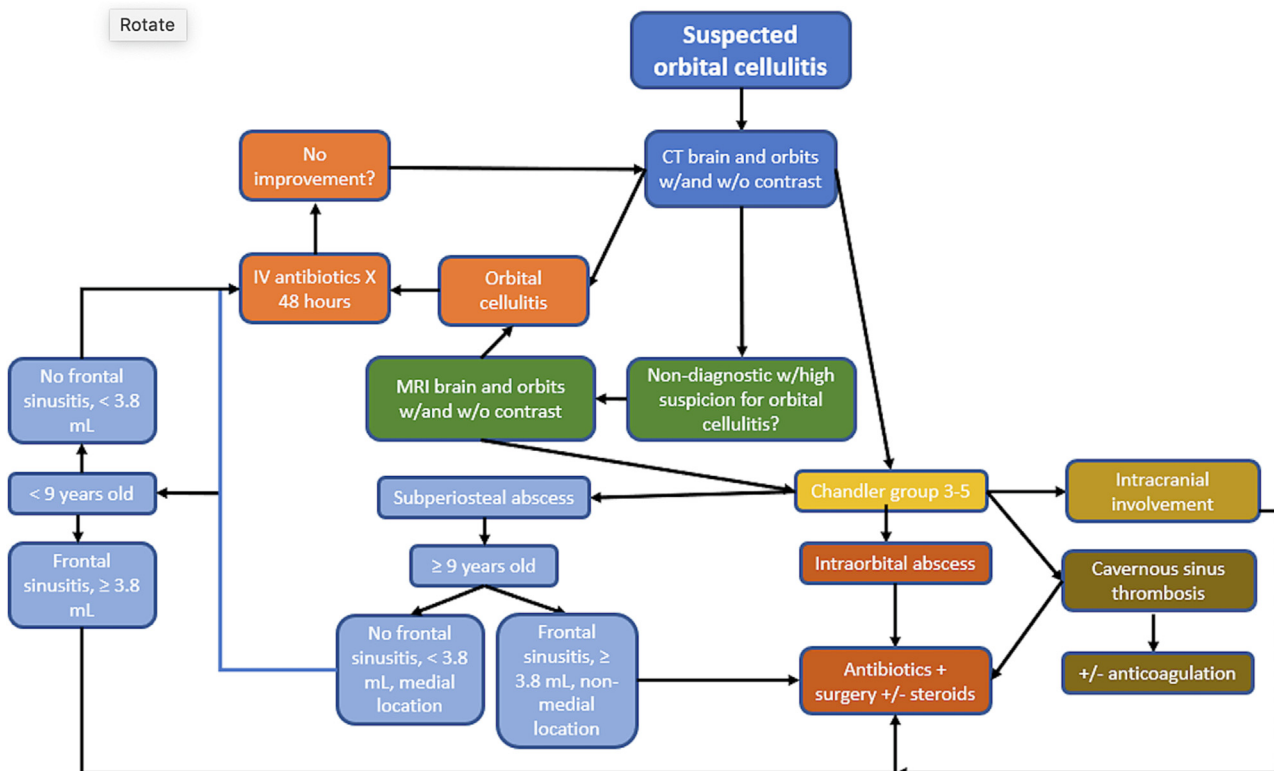 Rotate
Suspected
orbital cellulitis
No
improvement?
CT brain and orbits
w/and w/o contrast
IV antibiotics X
48 hours
Orbital
cellulitis
No frontal
sinusitis, < 3.8
mL
MRI brain and orbits
w/and w/o contrast
Non-diagnostic w/high
suspicion for orbital
cellulitis?
< 9 years old
Subperiosteal abscess
Chandler group 3-5
Intracranial
involvement
Frontal
sinusitis, ≥ 3.8
mL
≥ 9 years old
Intraorbital abscess
Cavernous sinus
thrombosis
No frontal
sinusitis, < 3.8
mL, medial
location
Frontal
sinusitis, ≥
3.8 mL, non-
medial
location
Antibiotics +
surgery +/- steroids
+/- anticoagulation